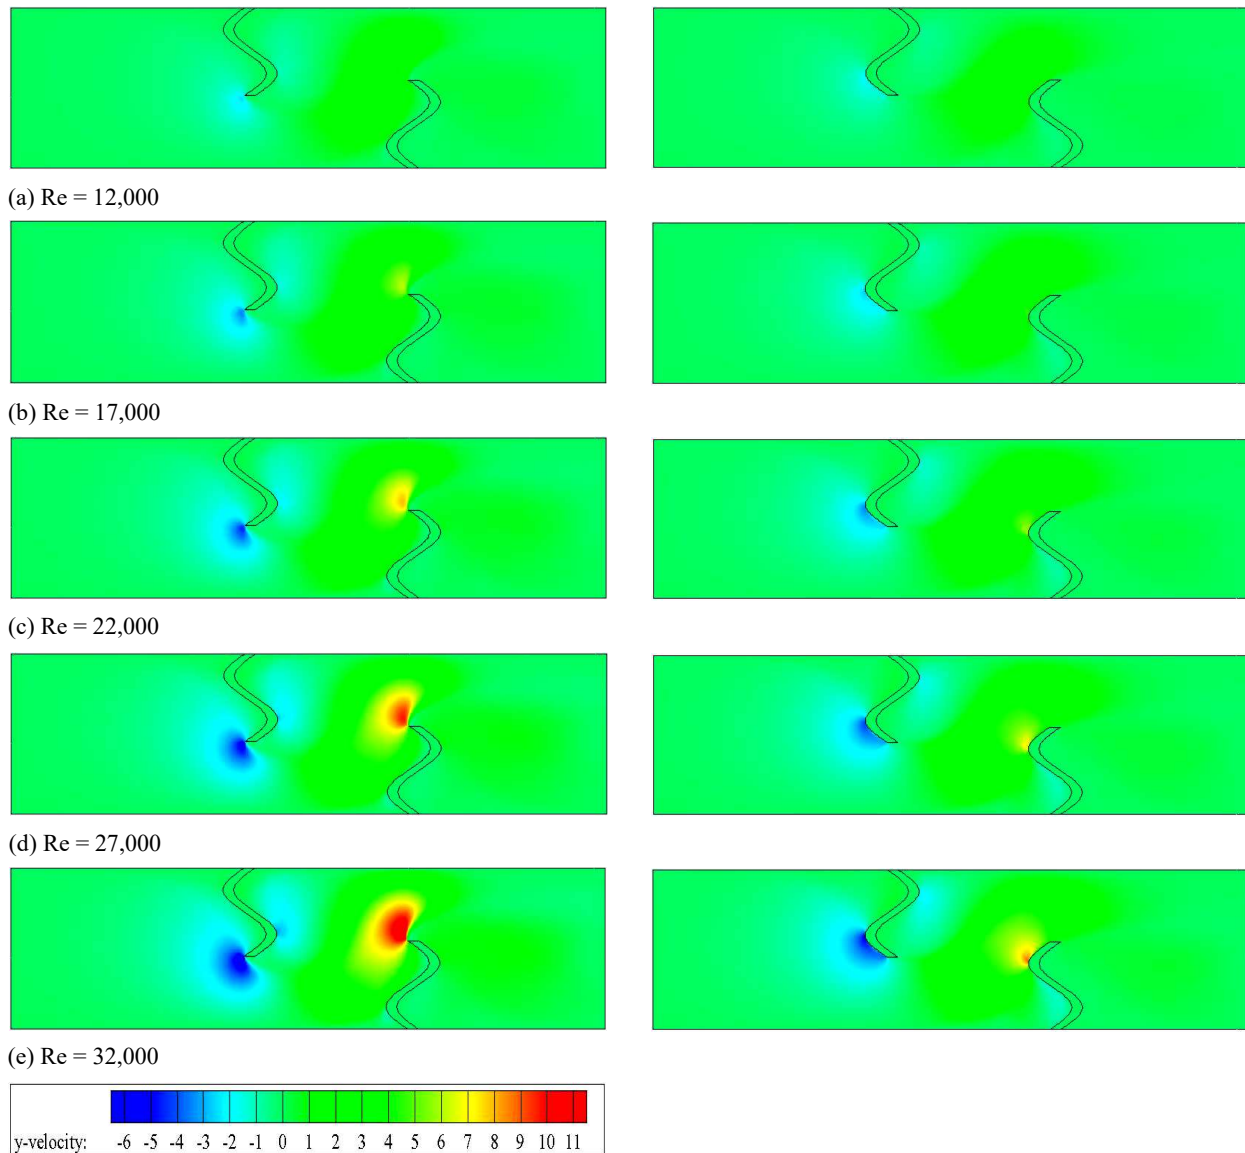 (a) Re = 12,000
(b) Re = 17,000
(c) Re = 22,000
(d) Re = 27,000
(e) Re = 32,000
y-velocity: -6 -5 -4 -3 -2 -1 0 1 2 3 4 5 6 7 8 9 10 11